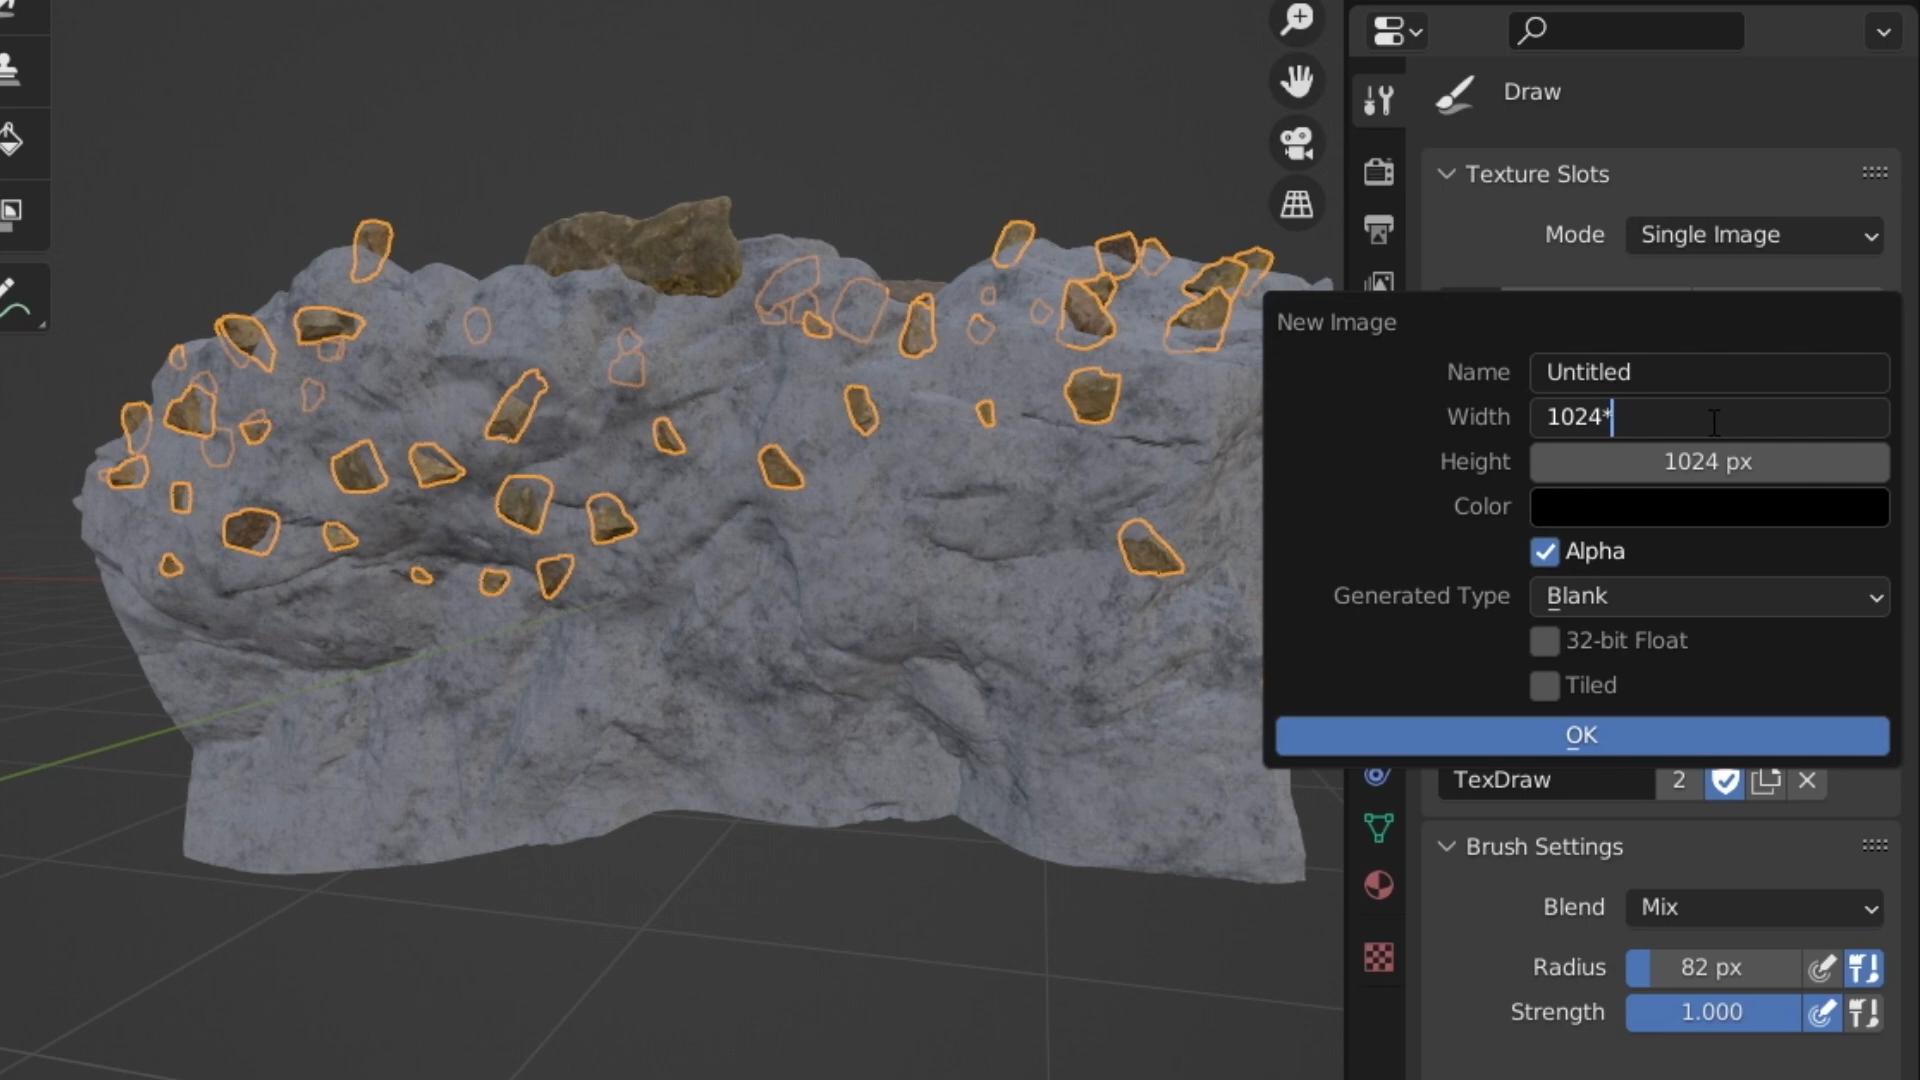 Draw
Texture Slots
Mode Single Image
New Image
Name Untitled
Width 1024*
Height 1024 px
Color
Alpha
Generated Type Blank
32-bit Float
Tiled
OK
TexDraw 2
Brush Settings
Blend Mix
Radius 82 px
Strength 1.000